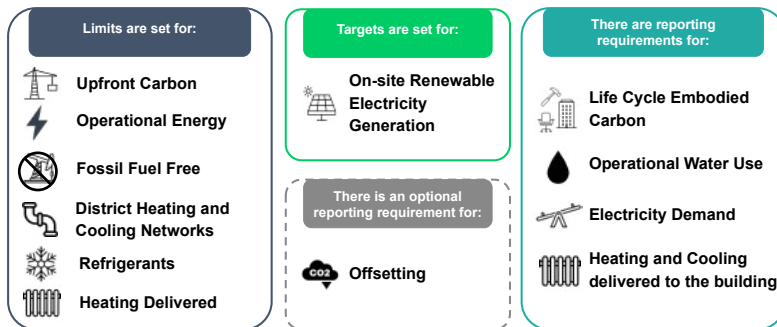 Limits are set for:
Upfront Carbon
Operational Energy
Fossil Fuel Free
District Heating and
Cooling Networks
Refrigerants
Heating Delivered
Targets are set for:
On-site Renewable
Electricity
Generation
There is an optional
reporting requirement for:
CO2
Offsetting
There are reporting
requirements for:
Life Cycle Embodied
Carbon
Operational Water Use
Electricity Demand
Heating and Cooling
delivered to the building